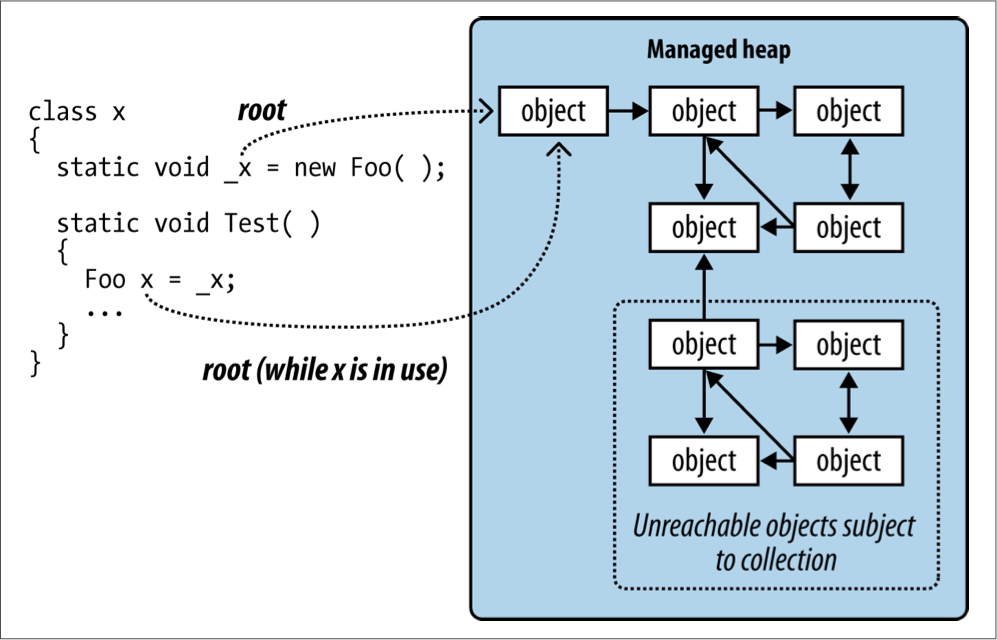 class x
{
static void _x = new Foo( );
static void Test( )
{
Foo x = _x;
...
}
}
root
root (while x is in use)
Managed heap
object
object
object
object
object
object
object
object
object
Unreachable objects subject
to collection